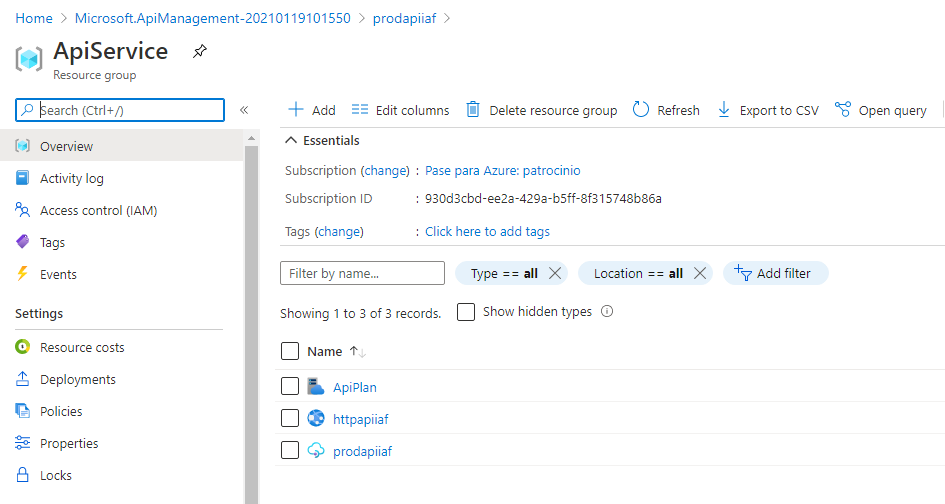 Home > Microsoft.ApiManagement-20210119101550 > prodapiiaf >
ApiService
Resource group
Search (Ctrl+/)
«
Overview
Activity log
Access control (IAM)
Tags
Events
Settings
Resource costs
Deployments
Policies
Properties
Locks
Add Edit columns Delete resource group Refresh Export to CSV Open query
Essentials
Subscription (change) : Pase para Azure: patrocinio
Subscription ID : 930d3cbd-ee2a-429a-b5ff-8f315748b86a
Tags (change) : Click here to add tags
Filter by name... Type == all Location == all Add filter
Showing 1 to 3 of 3 records. Show hidden types
Name ↑↓
ApiPlan
httpapiiaf
prodapiiaf